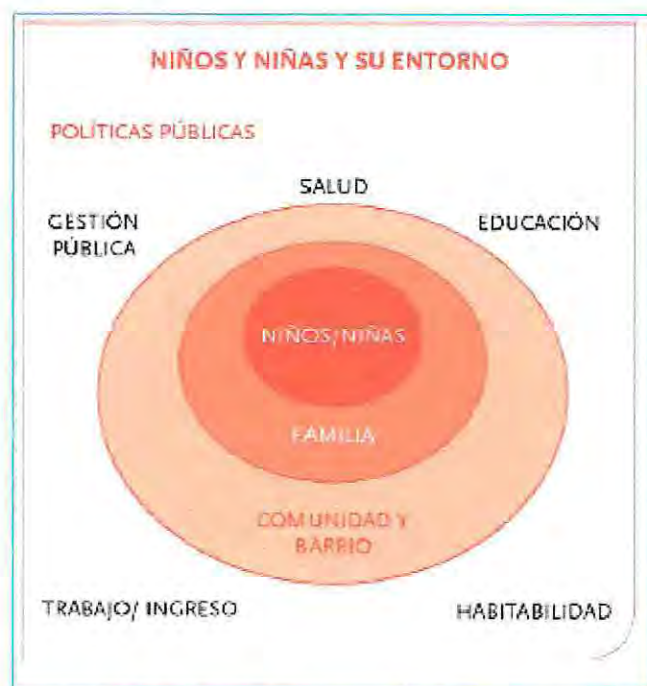 NIÑOS Y NIÑAS Y SU ENTORNO
POLÍTICAS PÚBLICAS
SALUD
GESTIÓN
PÚBLICA
EDUCACIÓN
NIÑOS/NIÑAS
FAMILIA
COMUNIDAD Y
BARRIO
TRABAJO/ INGRESO
HABITABILIDAD